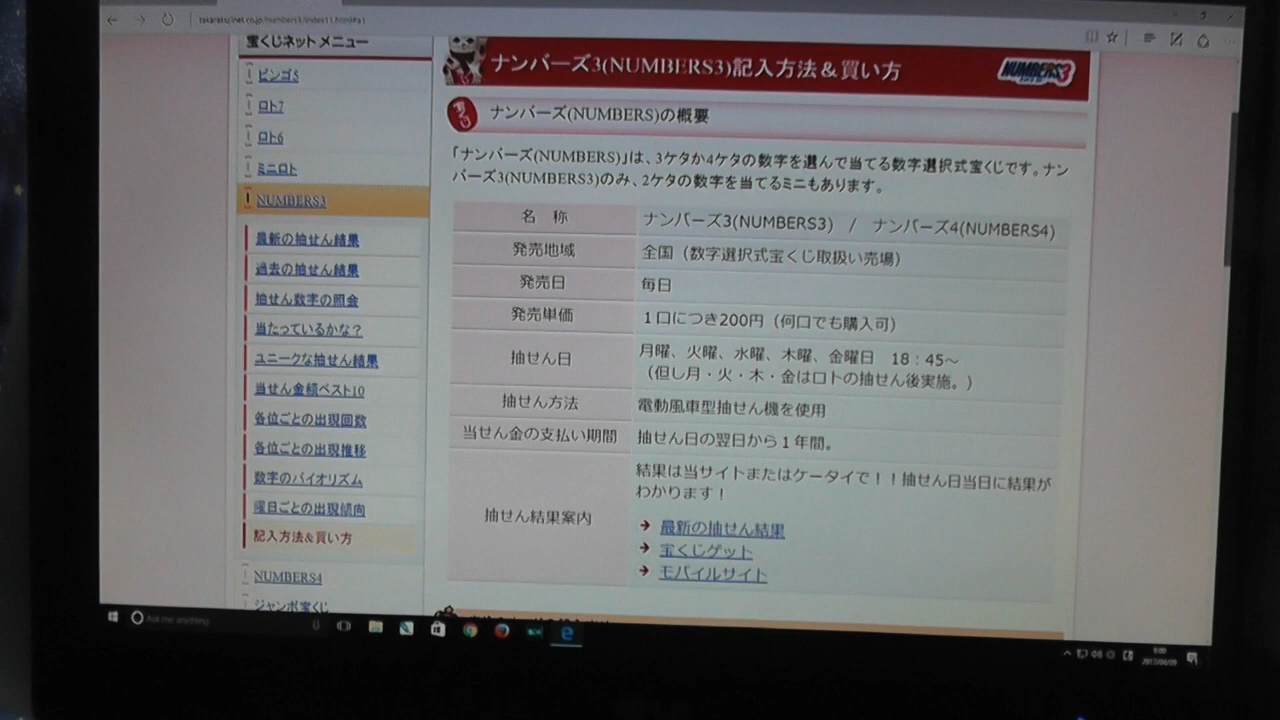 takarakujinet.co.jp/numbers3/index11.html#a1
宝くじネット メニュー
ビンゴ5
ロト7
ロト6
ミニロト
NUMBERS3
最新の抽せん結果
過去の抽せん結果
抽せん数字の照会
当たっているかな？
ユニークな抽せん結果
当せん金額ベスト10
各位ごとの出現回数
各位ごとの出現推移
数字のバイオリズム
曜日ごとの出現傾向
記入方法&買い方
NUMBERS4
ジャンボ宝くじ
ナンバーズ3(NUMBERS3)記入方法＆買い方
NUMBERS3
ナンバーズ(NUMBERS)の概要
「ナンバーズ(NUMBERS)」は、3ケタか4ケタの数字を選んで当てる数字選択式宝くじです。ナン
バーズ3(NUMBERS3)のみ、2ケタの数字を当てるミニもあります。
名 称 ナンバーズ3(NUMBERS3) / ナンバーズ4(NUMBERS4)
発売地域 全国（数字選択式宝くじ取扱い売場）
発売日 毎日
発売単価 1口につき200円（何口でも購入可）
抽せん日 月曜、火曜、水曜、木曜、金曜日 18：45～
（但し月・火・木・金はロトの抽せん後実施。）
抽せん方法 電動風車型抽せん機を使用
当せん金の支払い期間 抽せん日の翌日から１年間。
抽せん結果案内 結果は当サイトまたはケータイで！！抽せん日当日に結果が
わかります！
最新の抽せん結果
宝くじゲット
モバイルサイト
Ask me anything